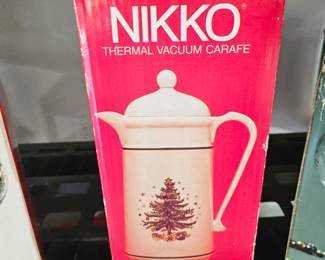 NIKKO
THERMAL VACUUM CARAFE